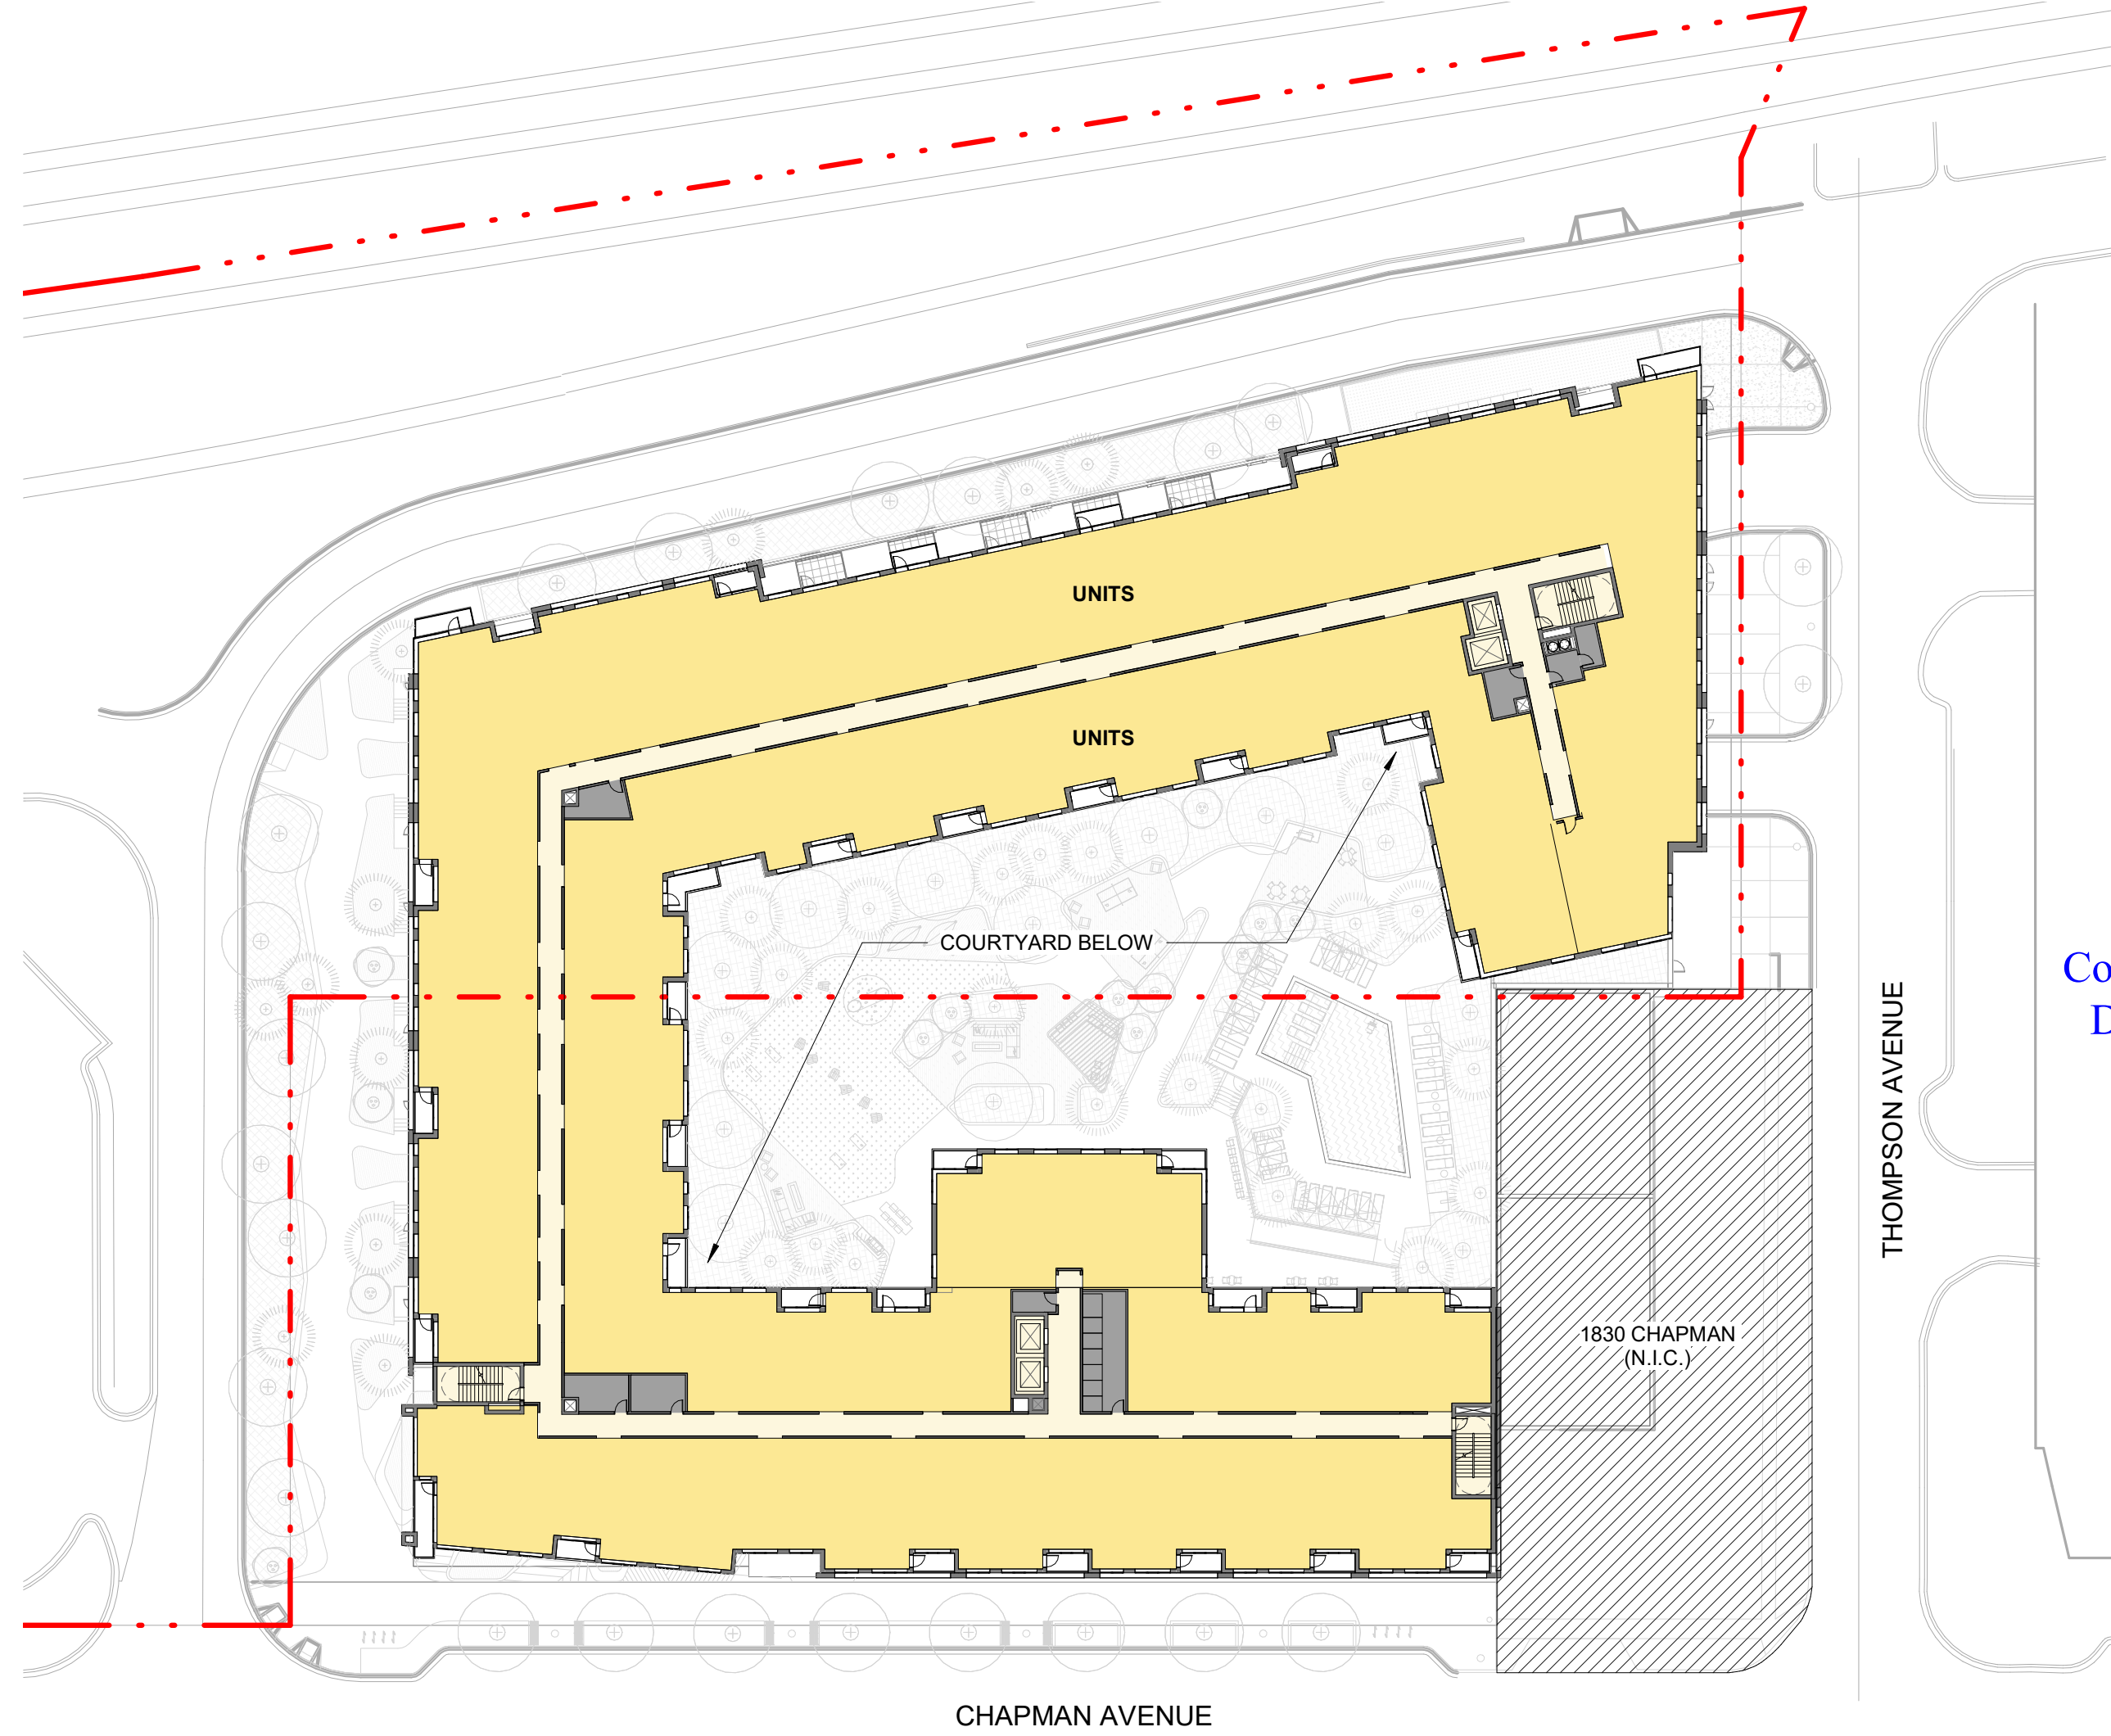 UNITS
UNITS
COURTYARD BELOW
THOMPSON AVENUE
1830 CHAPMAN
(N.I.C.)
CHAPMAN AVENUE